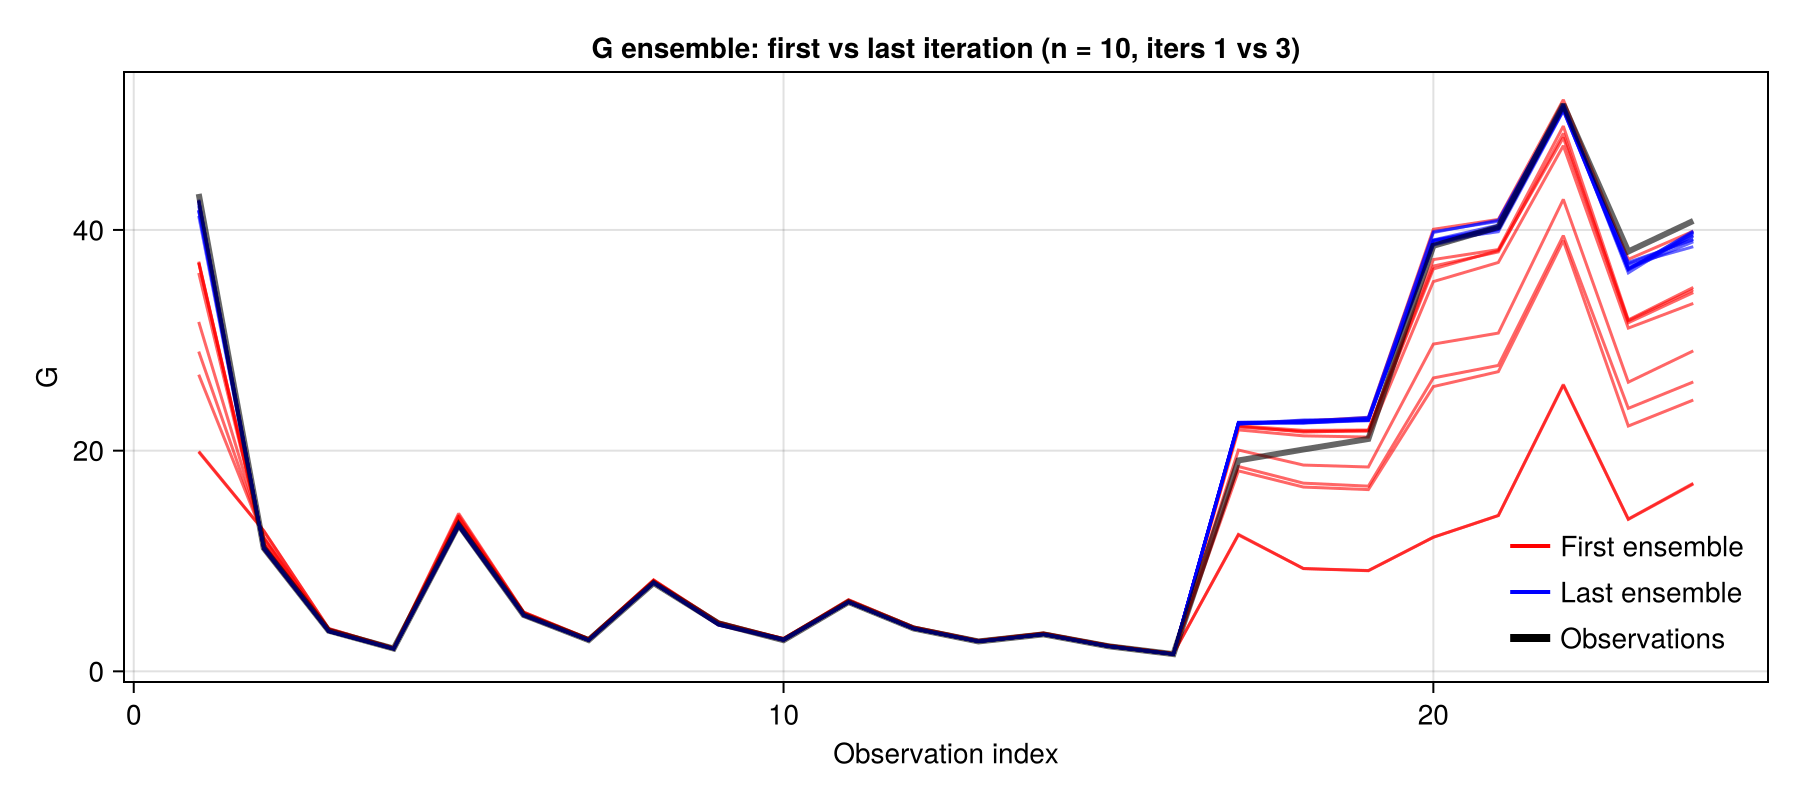 G ensemble: first vs last iteration (n = 10, iters 1 vs 3)
G
40
20
0
0
10
20
Observation index
First ensemble
Last ensemble
Observations